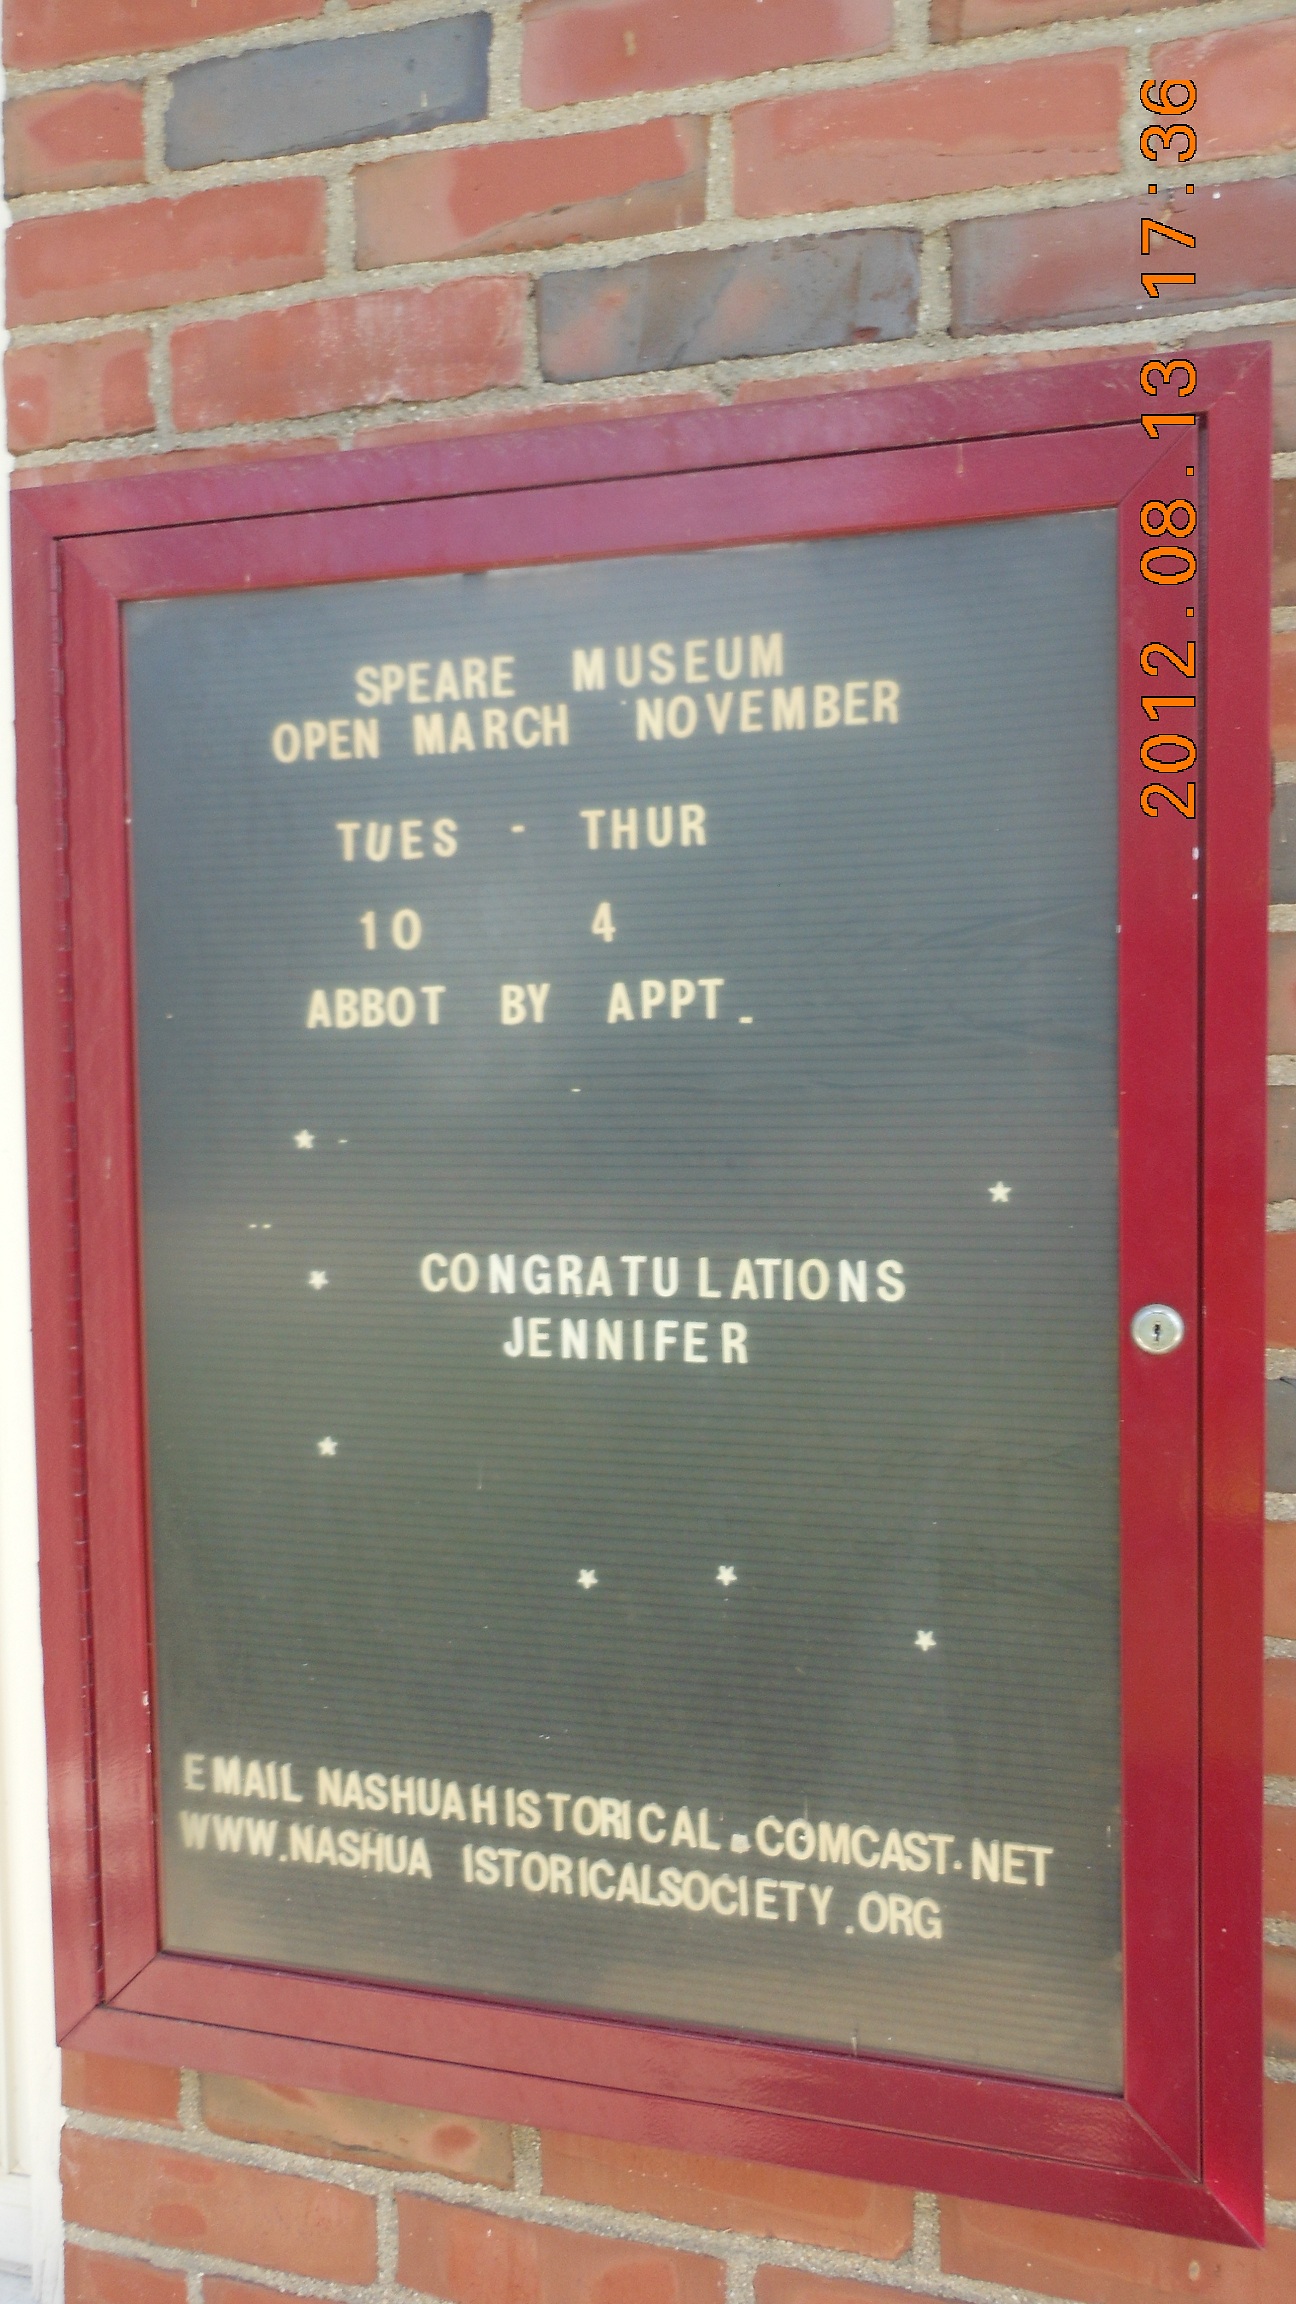 SPEARE MUSEUM
OPEN MARCH NOVEMBER
TUES - THUR
10 4
ABBOT BY APPT.
CONGRATULATIONS
JENNIFER
EMAIL NASHUAHISTORICAL.COMCAST.NET
WWW.NASHUA ISTORICALSOCIETY.ORG
2012.08.13 17:36